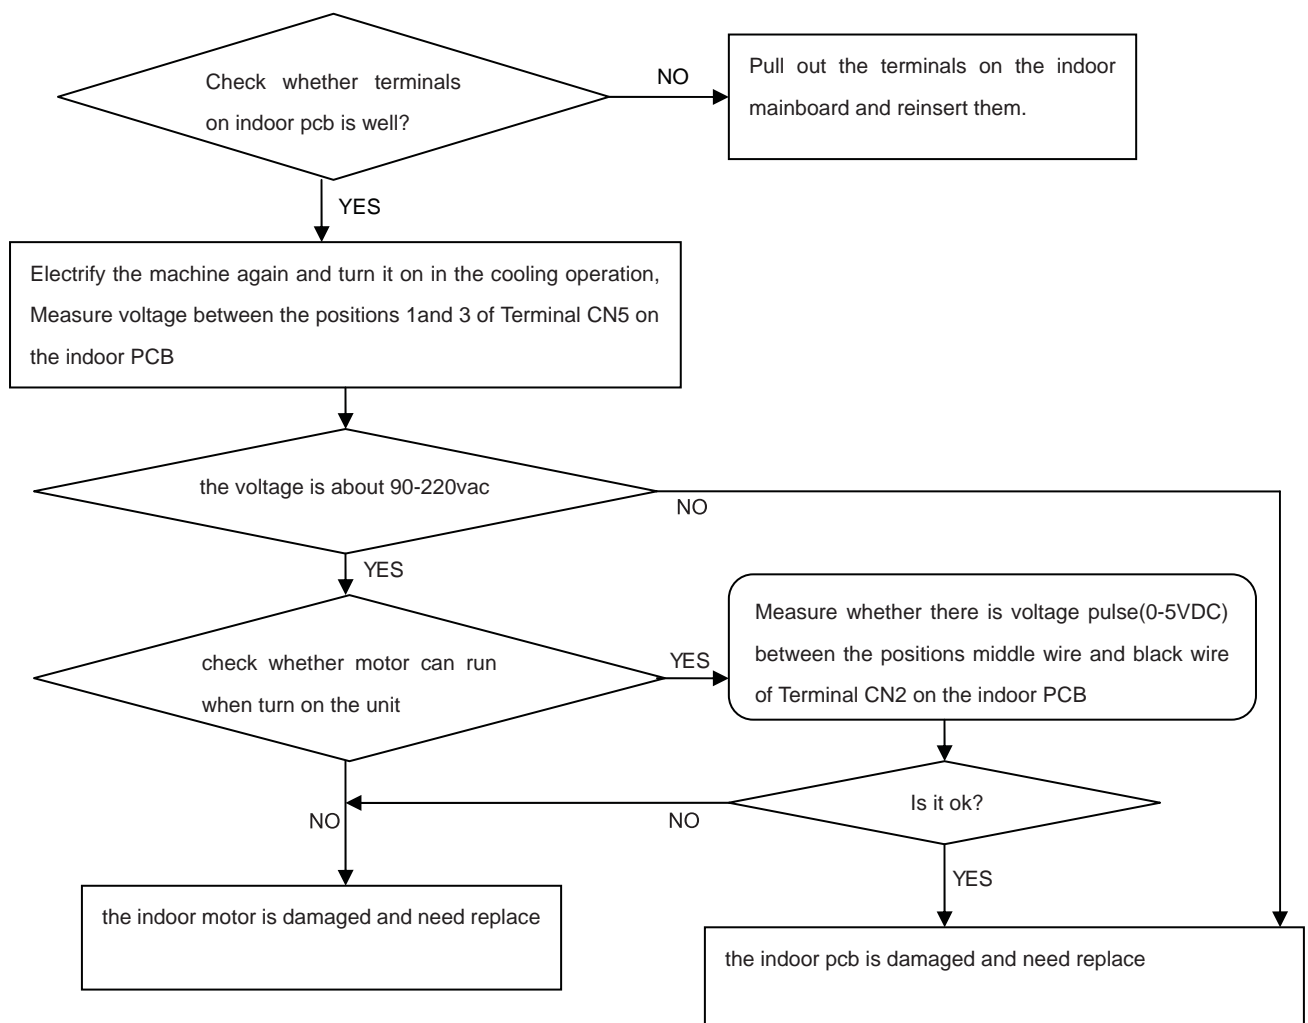 Check whether terminals
on indoor pcb is well?
NO
Pull out the terminals on the indoor
mainboard and reinsert them.
YES
Electrify the machine again and turn it on in the cooling operation,
Measure voltage between the positions 1and 3 of Terminal CN5 on
the indoor PCB
the voltage is about 90-220vac
NO
YES
check whether motor can run
when turn on the unit
YES
Measure whether there is voltage pulse(0-5VDC)
between the positions middle wire and black wire
of Terminal CN2 on the indoor PCB
Is it ok?
NO
NO
YES
the indoor motor is damaged and need replace
the indoor pcb is damaged and need replace